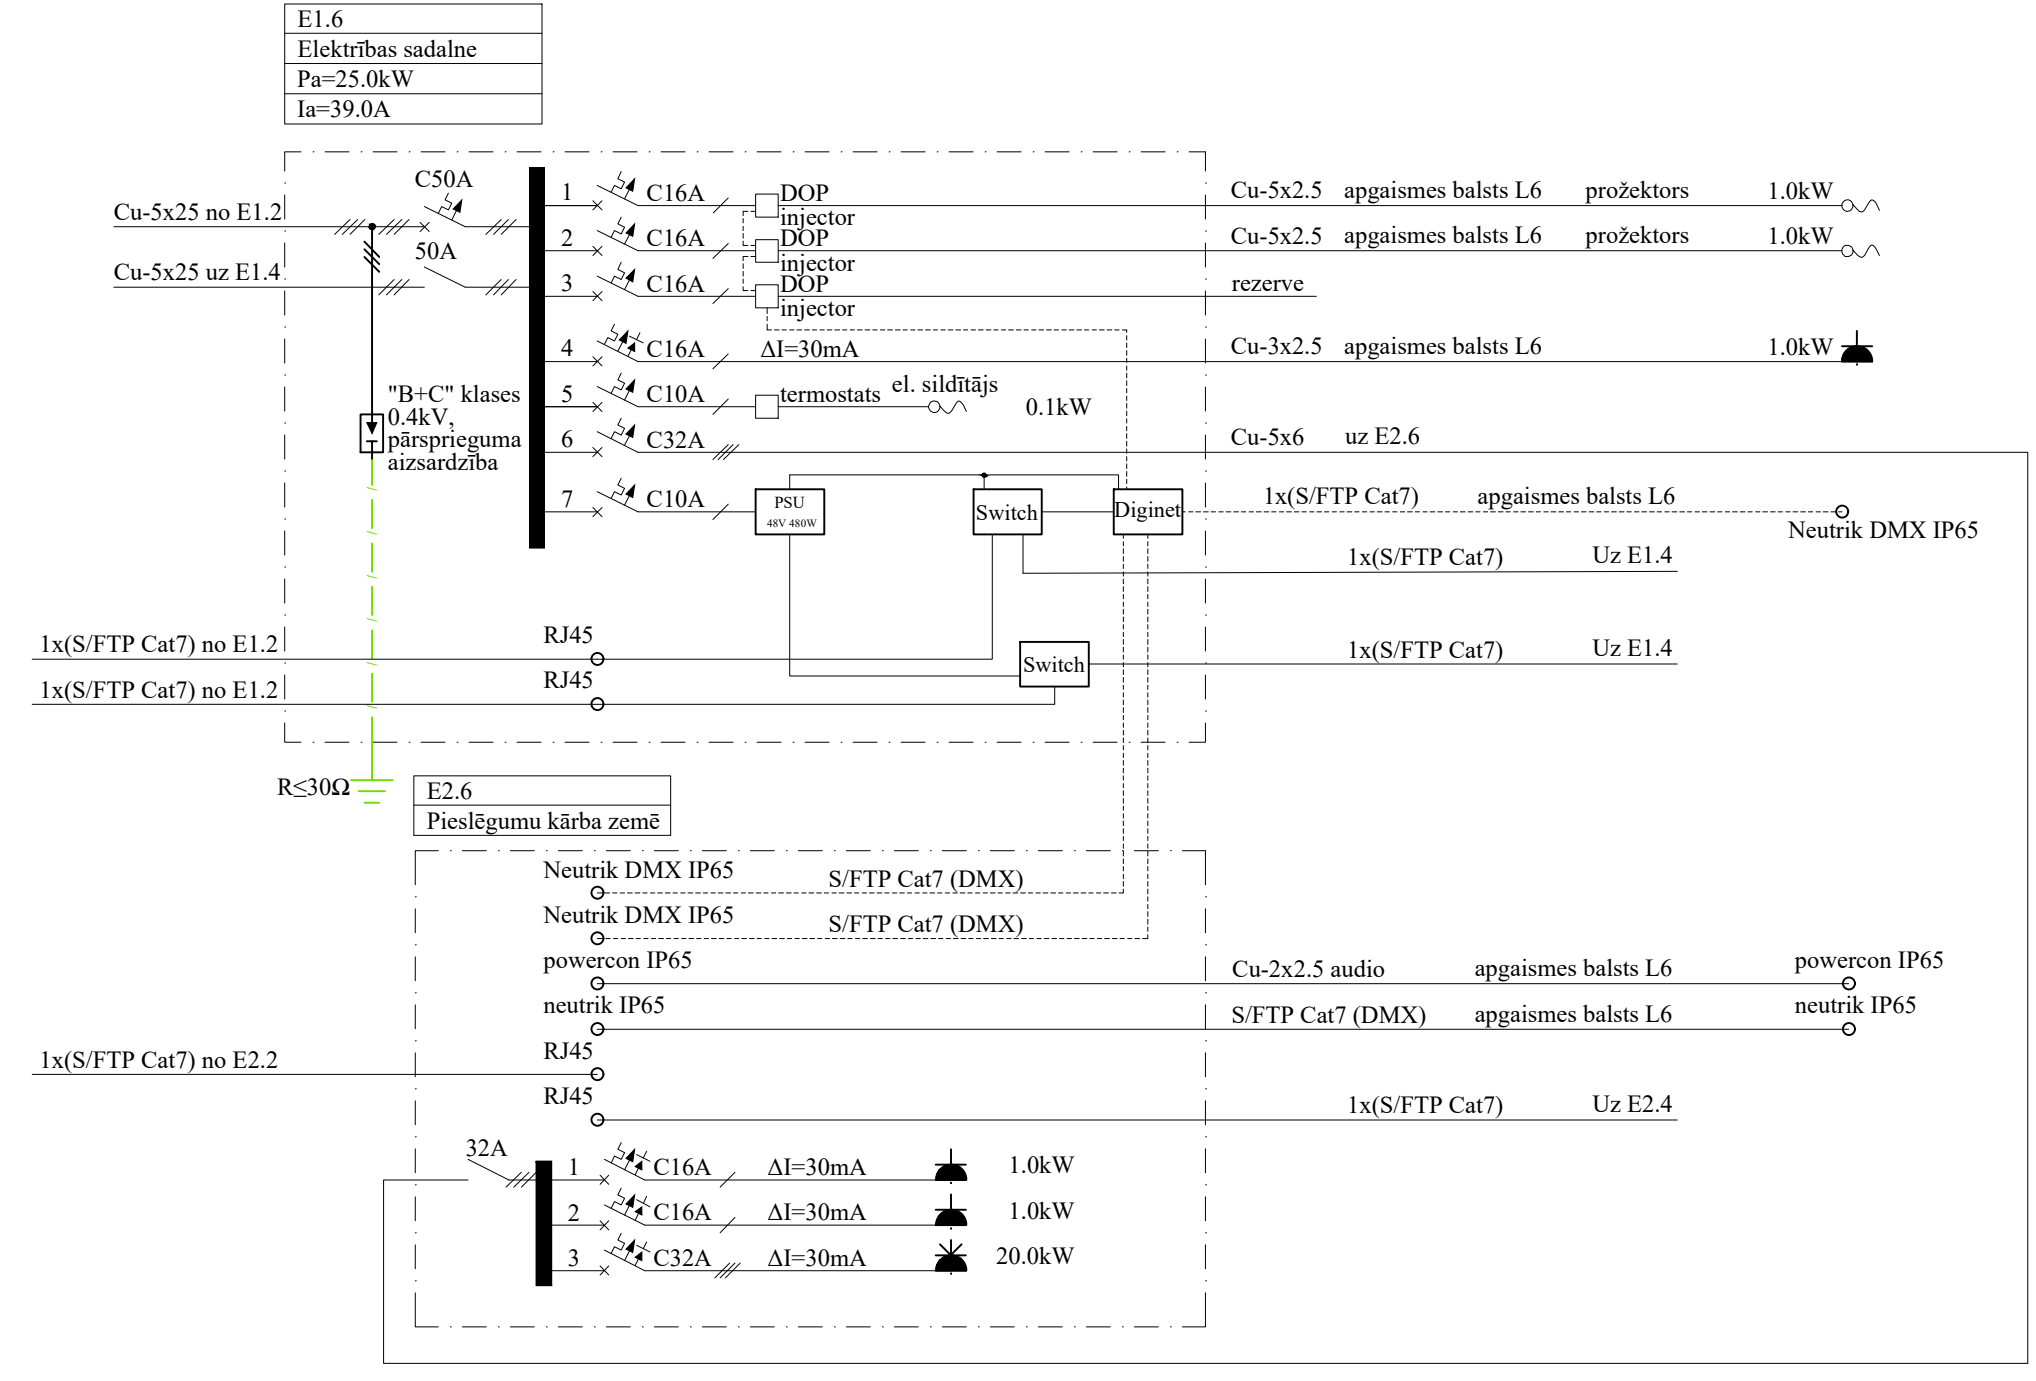 E1.6
Elektrības sadalne
Pa=25.0kW
Ia=39.0A
Cu-5x25 no E1.2
C50A
Cu-5x25 uz E1.4
50A
"B+C" klases
0.4kV,
pārsprieguma
aizsardzība
1 C16A DOP
injector
Cu-5x2.5 apgaismes balsts L6 prožektors 1.0kW
2 C16A DOP
injector
Cu-5x2.5 apgaismes balsts L6 prožektors 1.0kW
3 C16A DOP
injector
rezerve
4 C16A ΔI=30mA Cu-3x2.5 apgaismes balsts L6 1.0kW
5 C10A termostats el. sildītājs 0.1kW
6 C32A Cu-5x6 uz E2.6
7 C10A PSU
48V 480W
Switch
Diginet
1x(S/FTP Cat7) apgaismes balsts L6
Neutrik DMX IP65
1x(S/FTP Cat7) Uz E1.4
1x(S/FTP Cat7) no E1.2 RJ45
Switch
1x(S/FTP Cat7) Uz E1.4
1x(S/FTP Cat7) no E1.2 RJ45
R≤30Ω
E2.6
Pieslēgumu kārba zemē
Neutrik DMX IP65 S/FTP Cat7 (DMX)
Neutrik DMX IP65 S/FTP Cat7 (DMX)
powercon IP65 Cu-2x2.5 audio apgaismes balsts L6 powercon IP65
neutrik IP65 S/FTP Cat7 (DMX) apgaismes balsts L6 neutrik IP65
1x(S/FTP Cat7) no E2.2 RJ45
RJ45 1x(S/FTP Cat7) Uz E2.4
32A
1 C16A ΔI=30mA 1.0kW
2 C16A ΔI=30mA 1.0kW
3 C32A ΔI=30mA 20.0kW